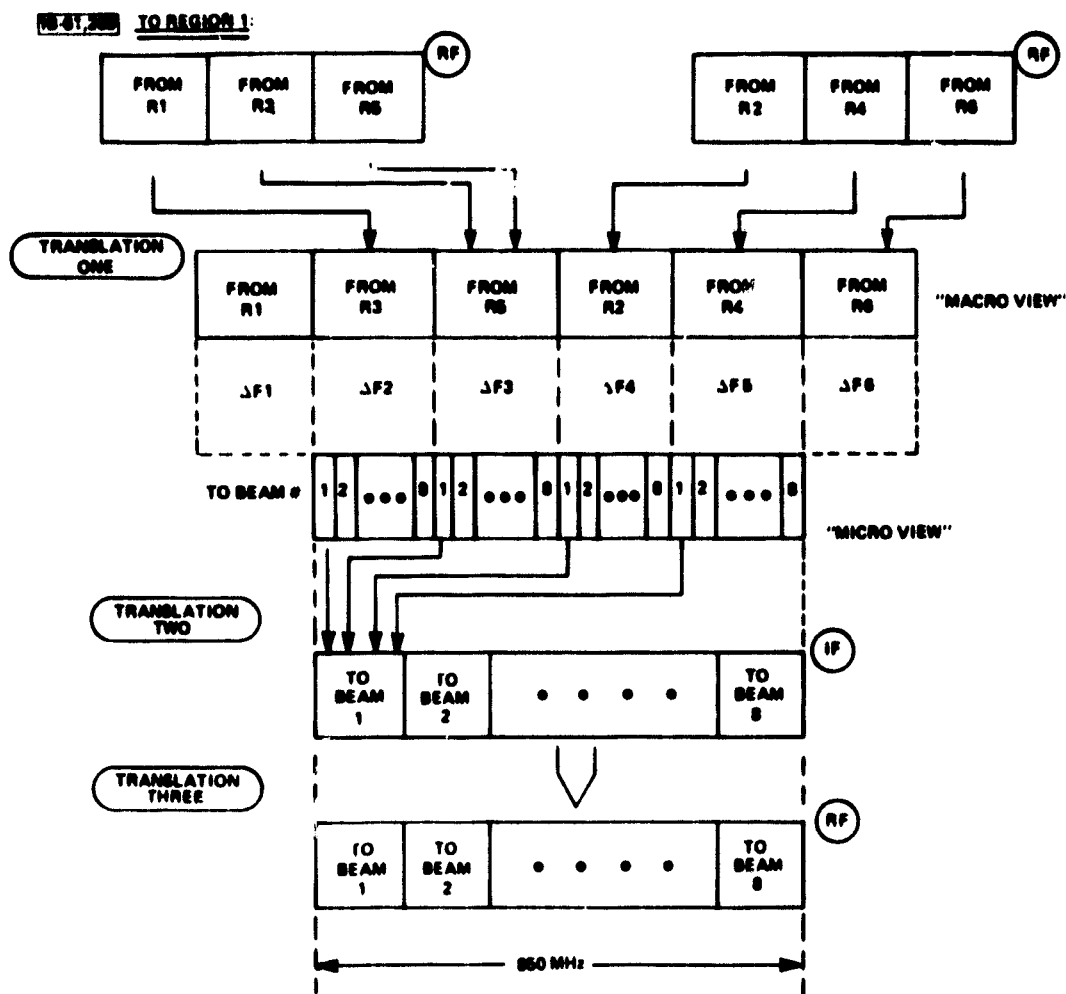 TO REGION 1:
RF
RF
FROM R1
FROM R3
FROM R5
FROM R2
FROM R4
FROM R6
TRANSLATION ONE
FROM R1
FROM R3
FROM R5
FROM R2
FROM R4
FROM R6
"MACRO VIEW"
ΔF1
ΔF2
ΔF3
ΔF4
ΔF5
ΔF6
TO BEAM #
1 2 ••• 8 1 2 ••• 8 1 2 ••• 8 1 2 ••• 8
"MICRO VIEW"
TRANSLATION TWO
IF
TO BEAM 1
TO BEAM 2
• • • •
TO BEAM 8
TRANSLATION THREE
RF
TO BEAM 1
TO BEAM 2
• • • •
TO BEAM 8
MHz